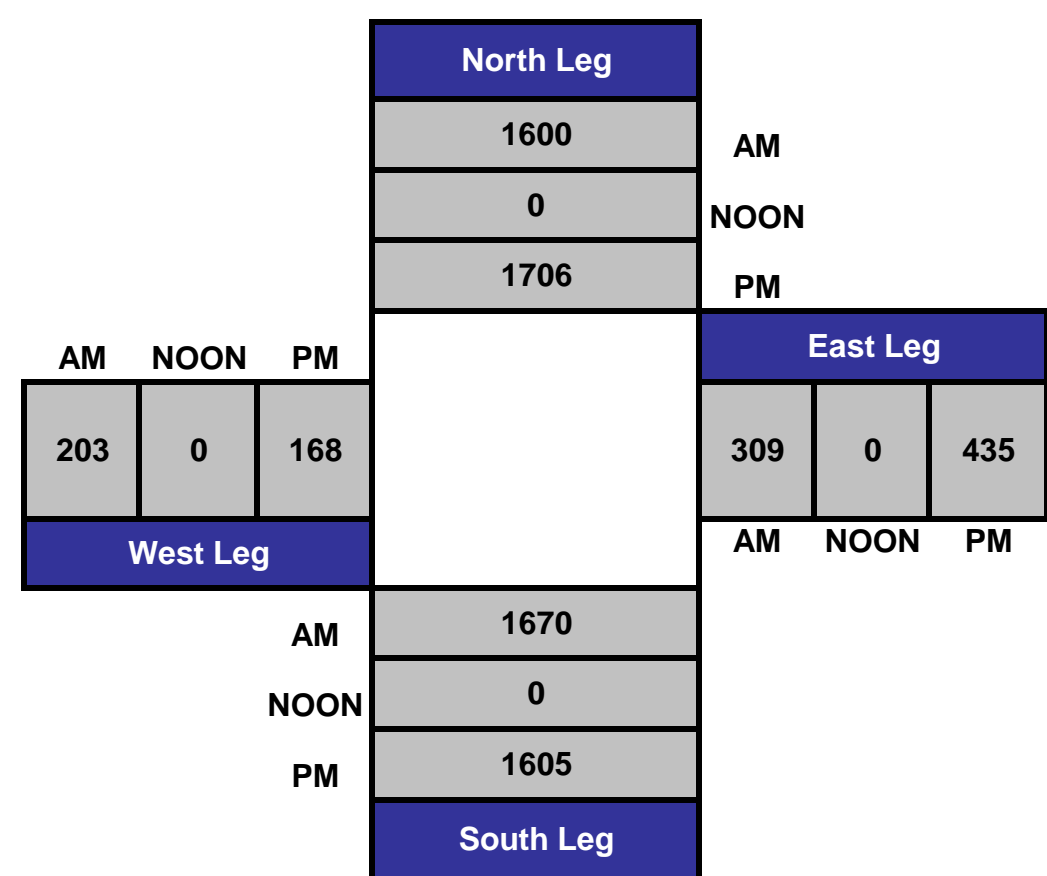 North Leg
1600 AM
0 NOON
1706 PM
East Leg
AM NOON PM
203 0 168
309 0 435
West Leg
AM NOON PM
AM 1670
NOON 0
PM 1605
South Leg